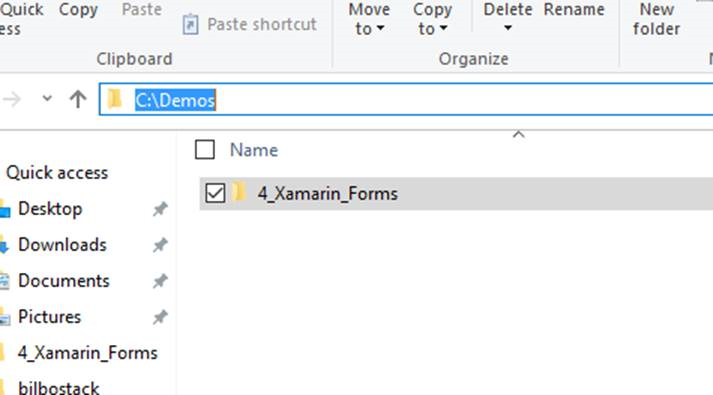 Quick Copy Paste Paste shortcut Move Copy Delete Rename New
ess to to folder
Clipboard Organize
C:\Demos
Name
Quick access
4_Xamarin_Forms
Desktop
Downloads
Documents
Pictures
4_Xamarin_Forms
bilbostack